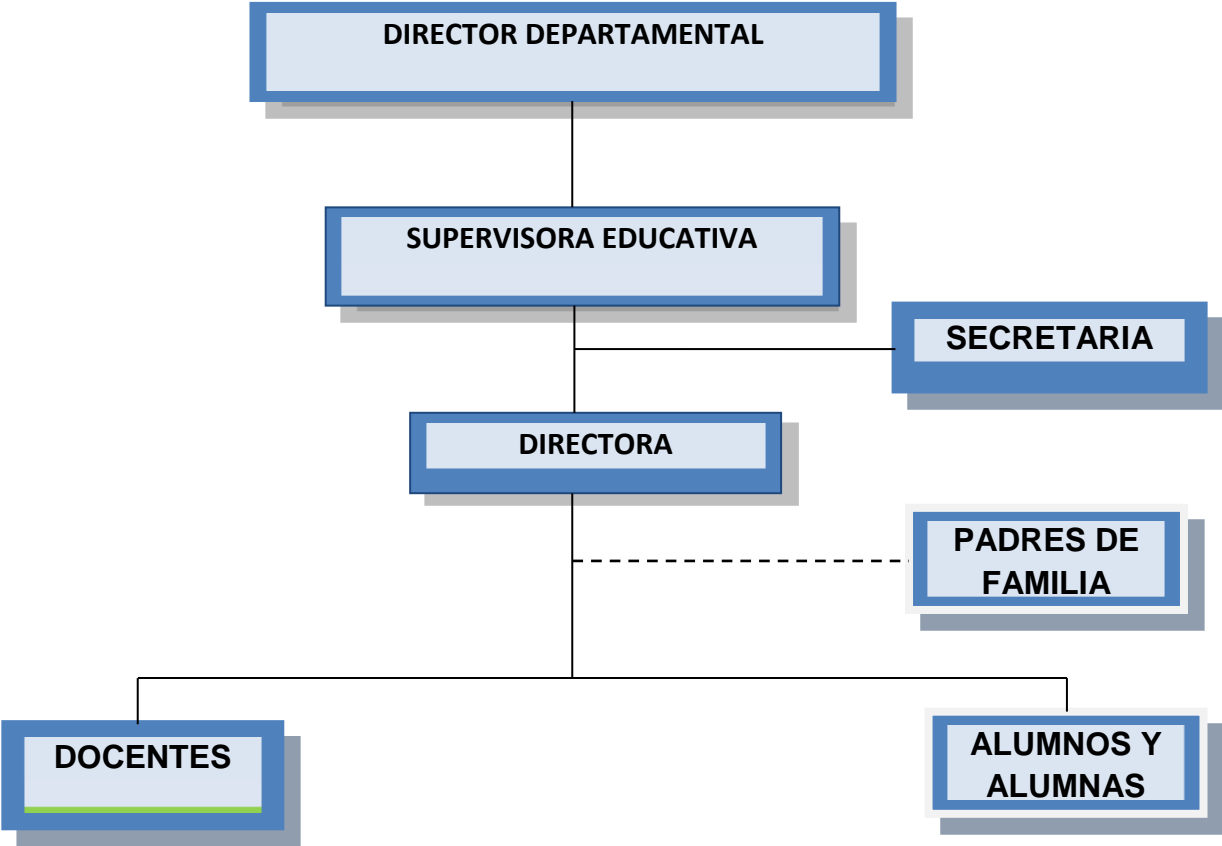 DIRECTOR DEPARTAMENTAL
SUPERVISORA EDUCATIVA
SECRETARIA
DIRECTORA
PADRES DE
FAMILIA
DOCENTES
ALUMNOS Y
ALUMNAS